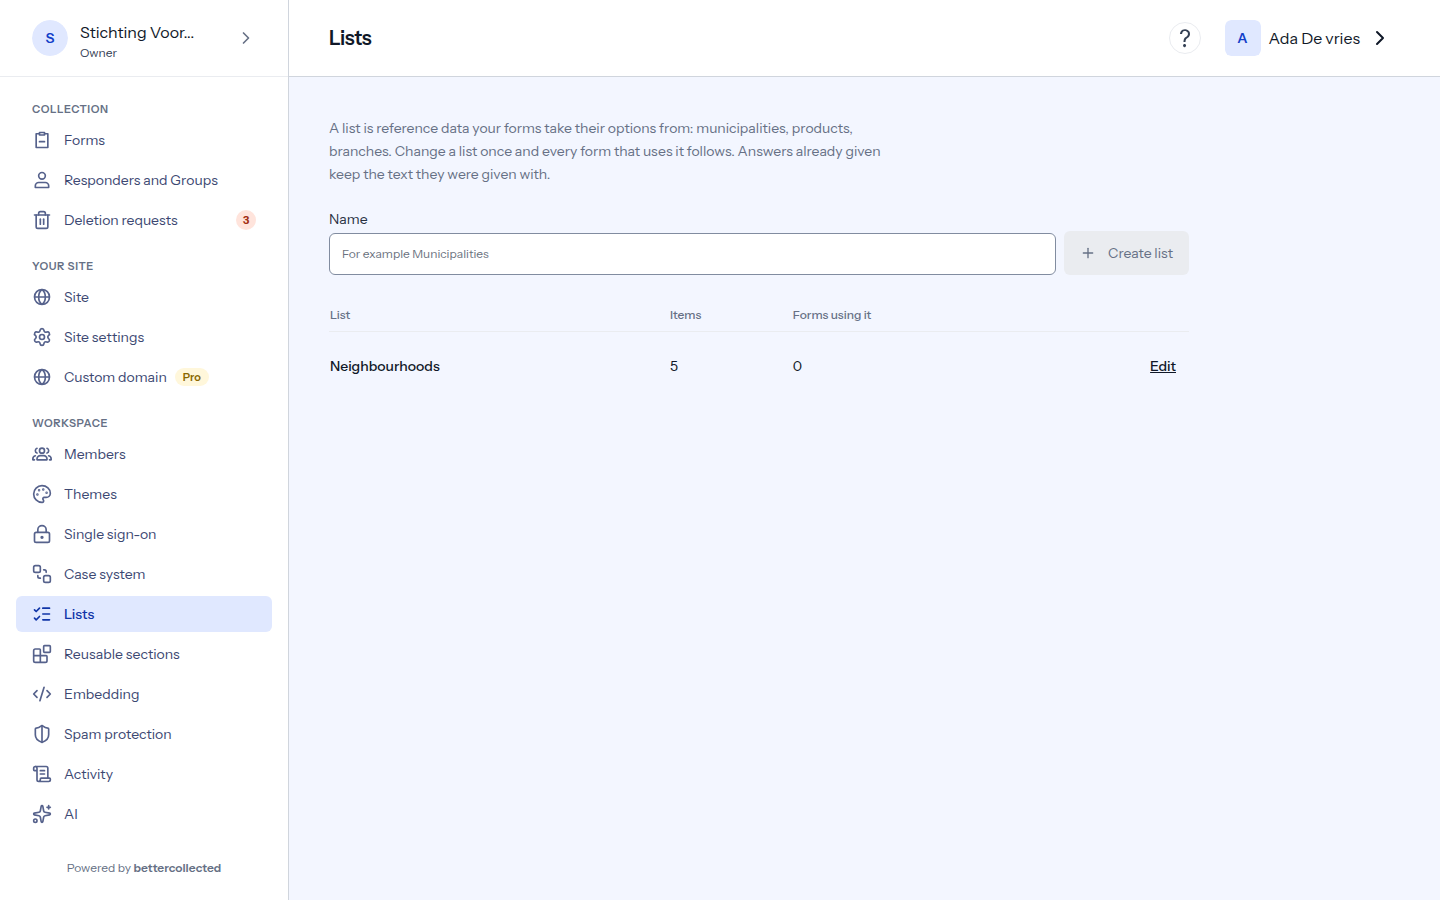 S
Stichting Voor...
Owner
Lists
?
A
Ada De vries
COLLECTION
Forms
Responders and Groups
Deletion requests 3
YOUR SITE
Site
Site settings
Custom domain Pro
WORKSPACE
Members
Themes
Single sign-on
Case system
Lists
Reusable sections
Embedding
Spam protection
Activity
AI
Powered by bettercollected
A list is reference data your forms take their options from: municipalities, products,
branches. Change a list once and every form that uses it follows. Answers already given
keep the text they were given with.
Name
For example Municipalities
+ Create list
List Items Forms using it
Neighbourhoods 5 0 Edit